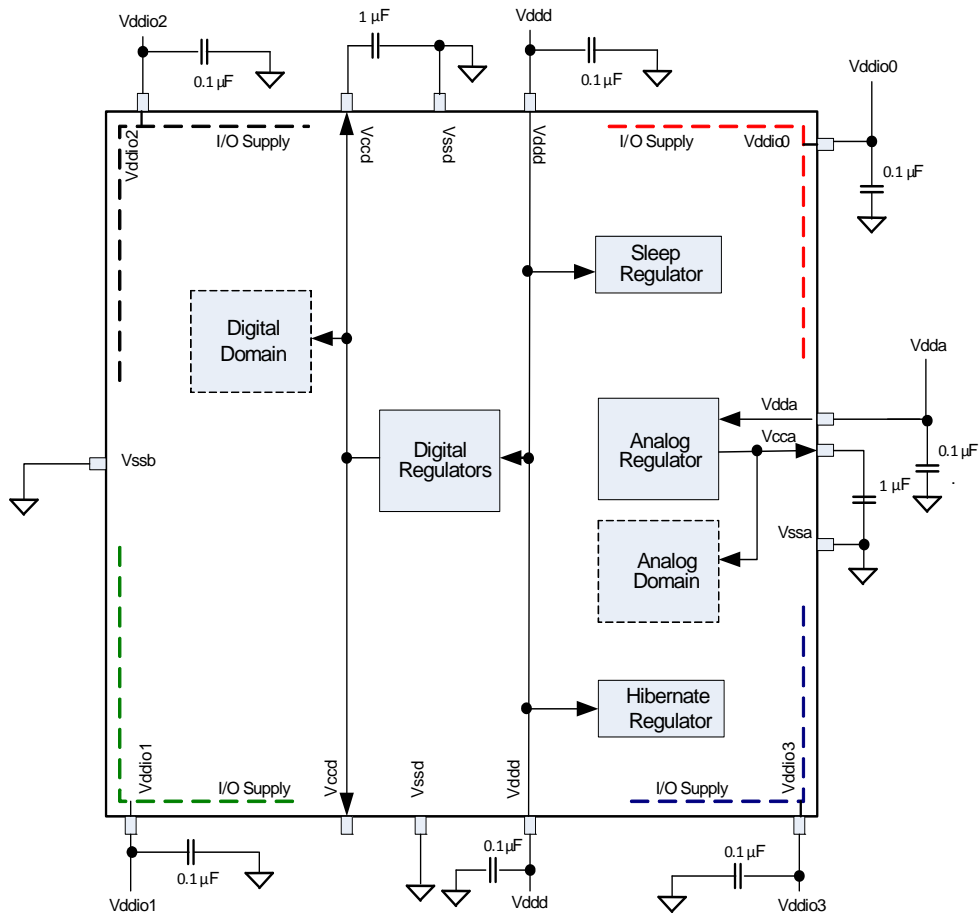 Vddio2
0.1 µF
1 µF
Vddd
0.1 µF
Vddio0
0.1 µF
Vddio2
I/O Supply
Vccd
Vssd
Vddd
I/O Supply
Vddio0
Sleep
Regulator
Digital
Domain
Vdda
Vdda
Digital
Regulators
Analog
Regulator
Vcca
0.1 µF
Vssb
1 µF
Vssa
Analog
Domain
Hibernate
Regulator
Vddio1
I/O Supply
Vccd
Vssd
Vddd
I/O Supply
Vddio3
0.1 µF
Vddio1
0.1 µF
Vddd
0.1 µF
Vddio3